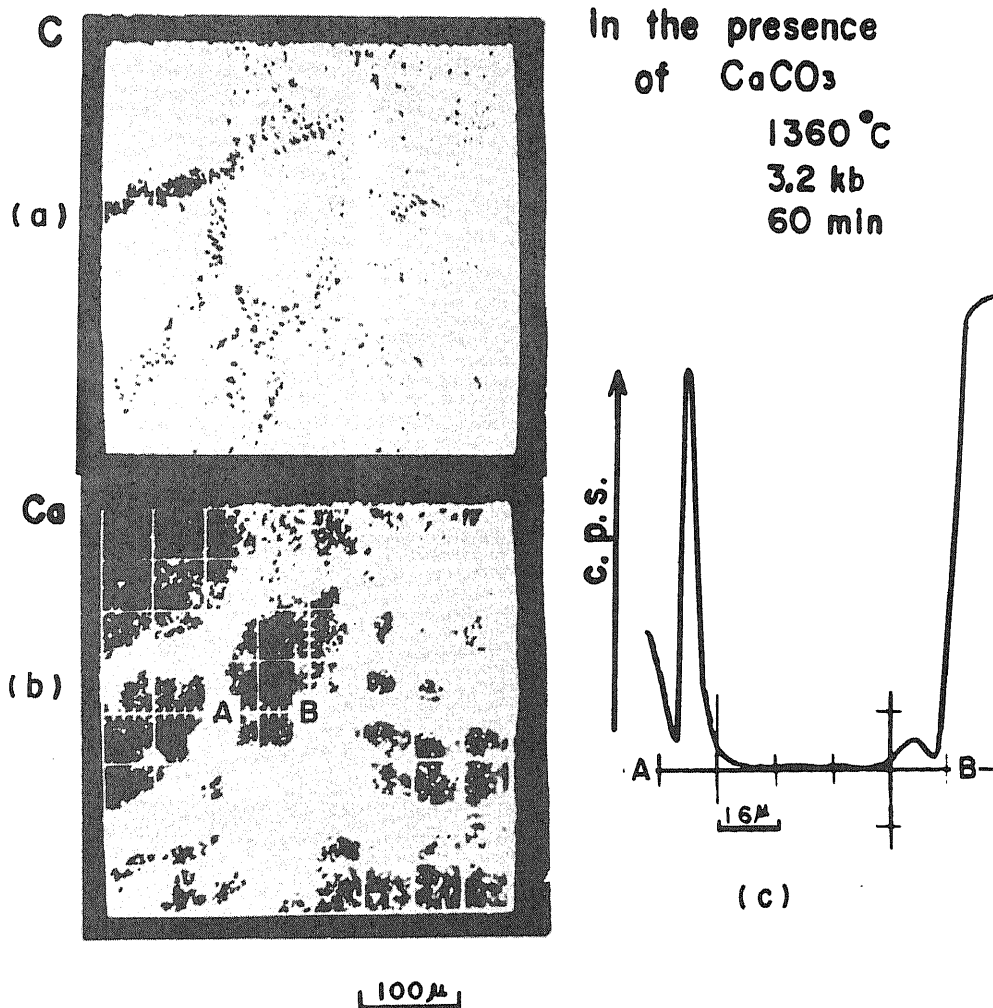 C
In the presence
of CaCO₃
1360 °C
3.2 kb
60 min
(a)
Ca
(b)
A B
c.p.s.
A B
16μ
(c)
100μ